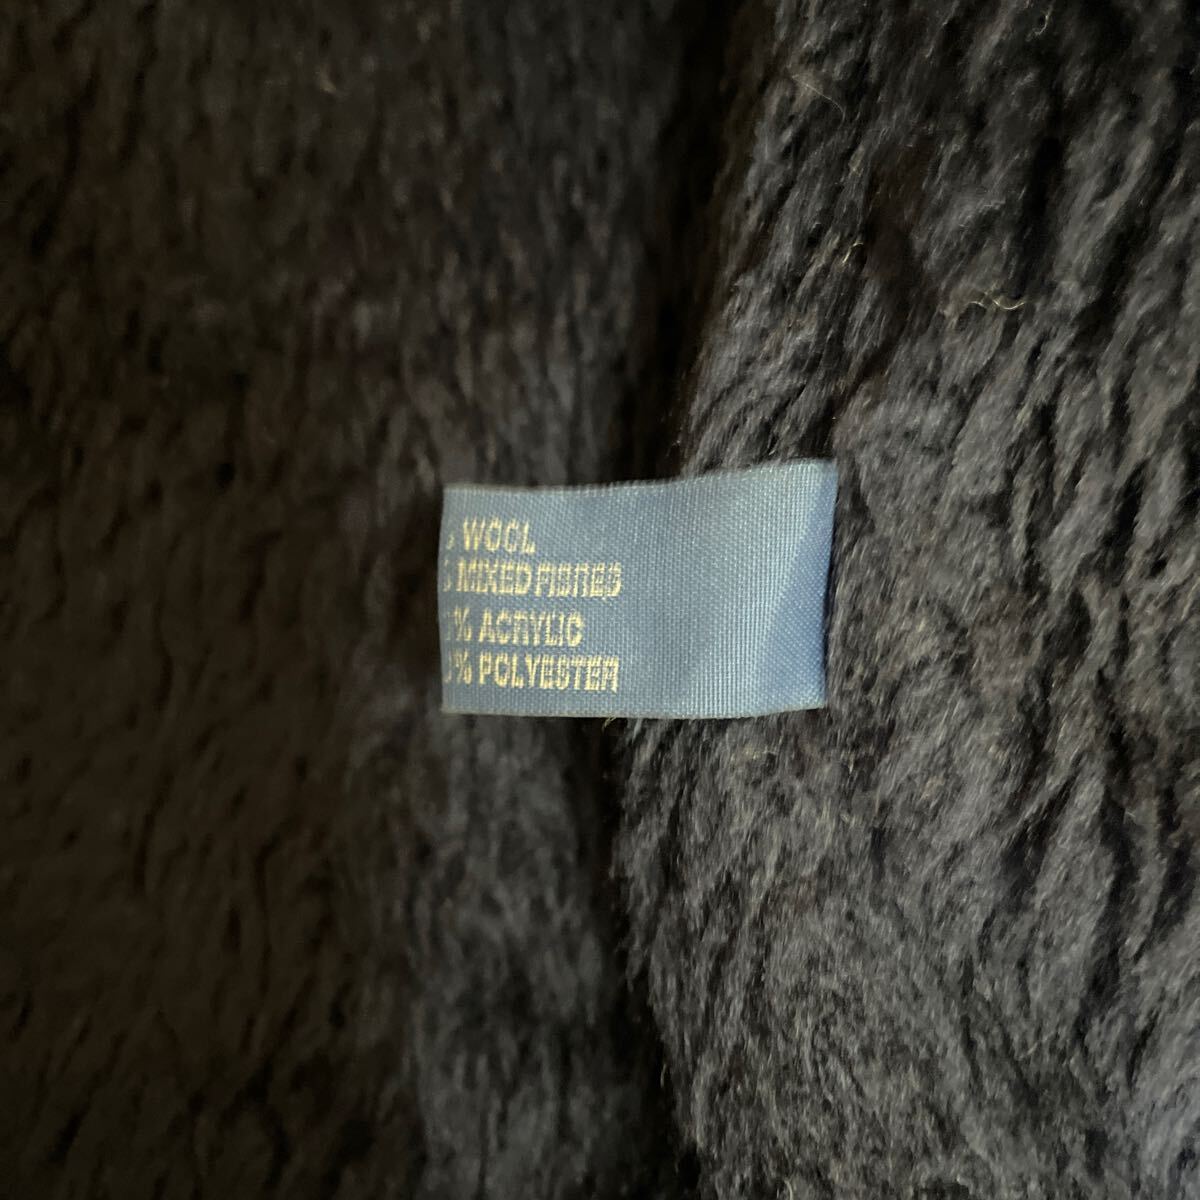 % WOOL
% MIXED FIBRES
% ACRYLIC
% POLYESTER